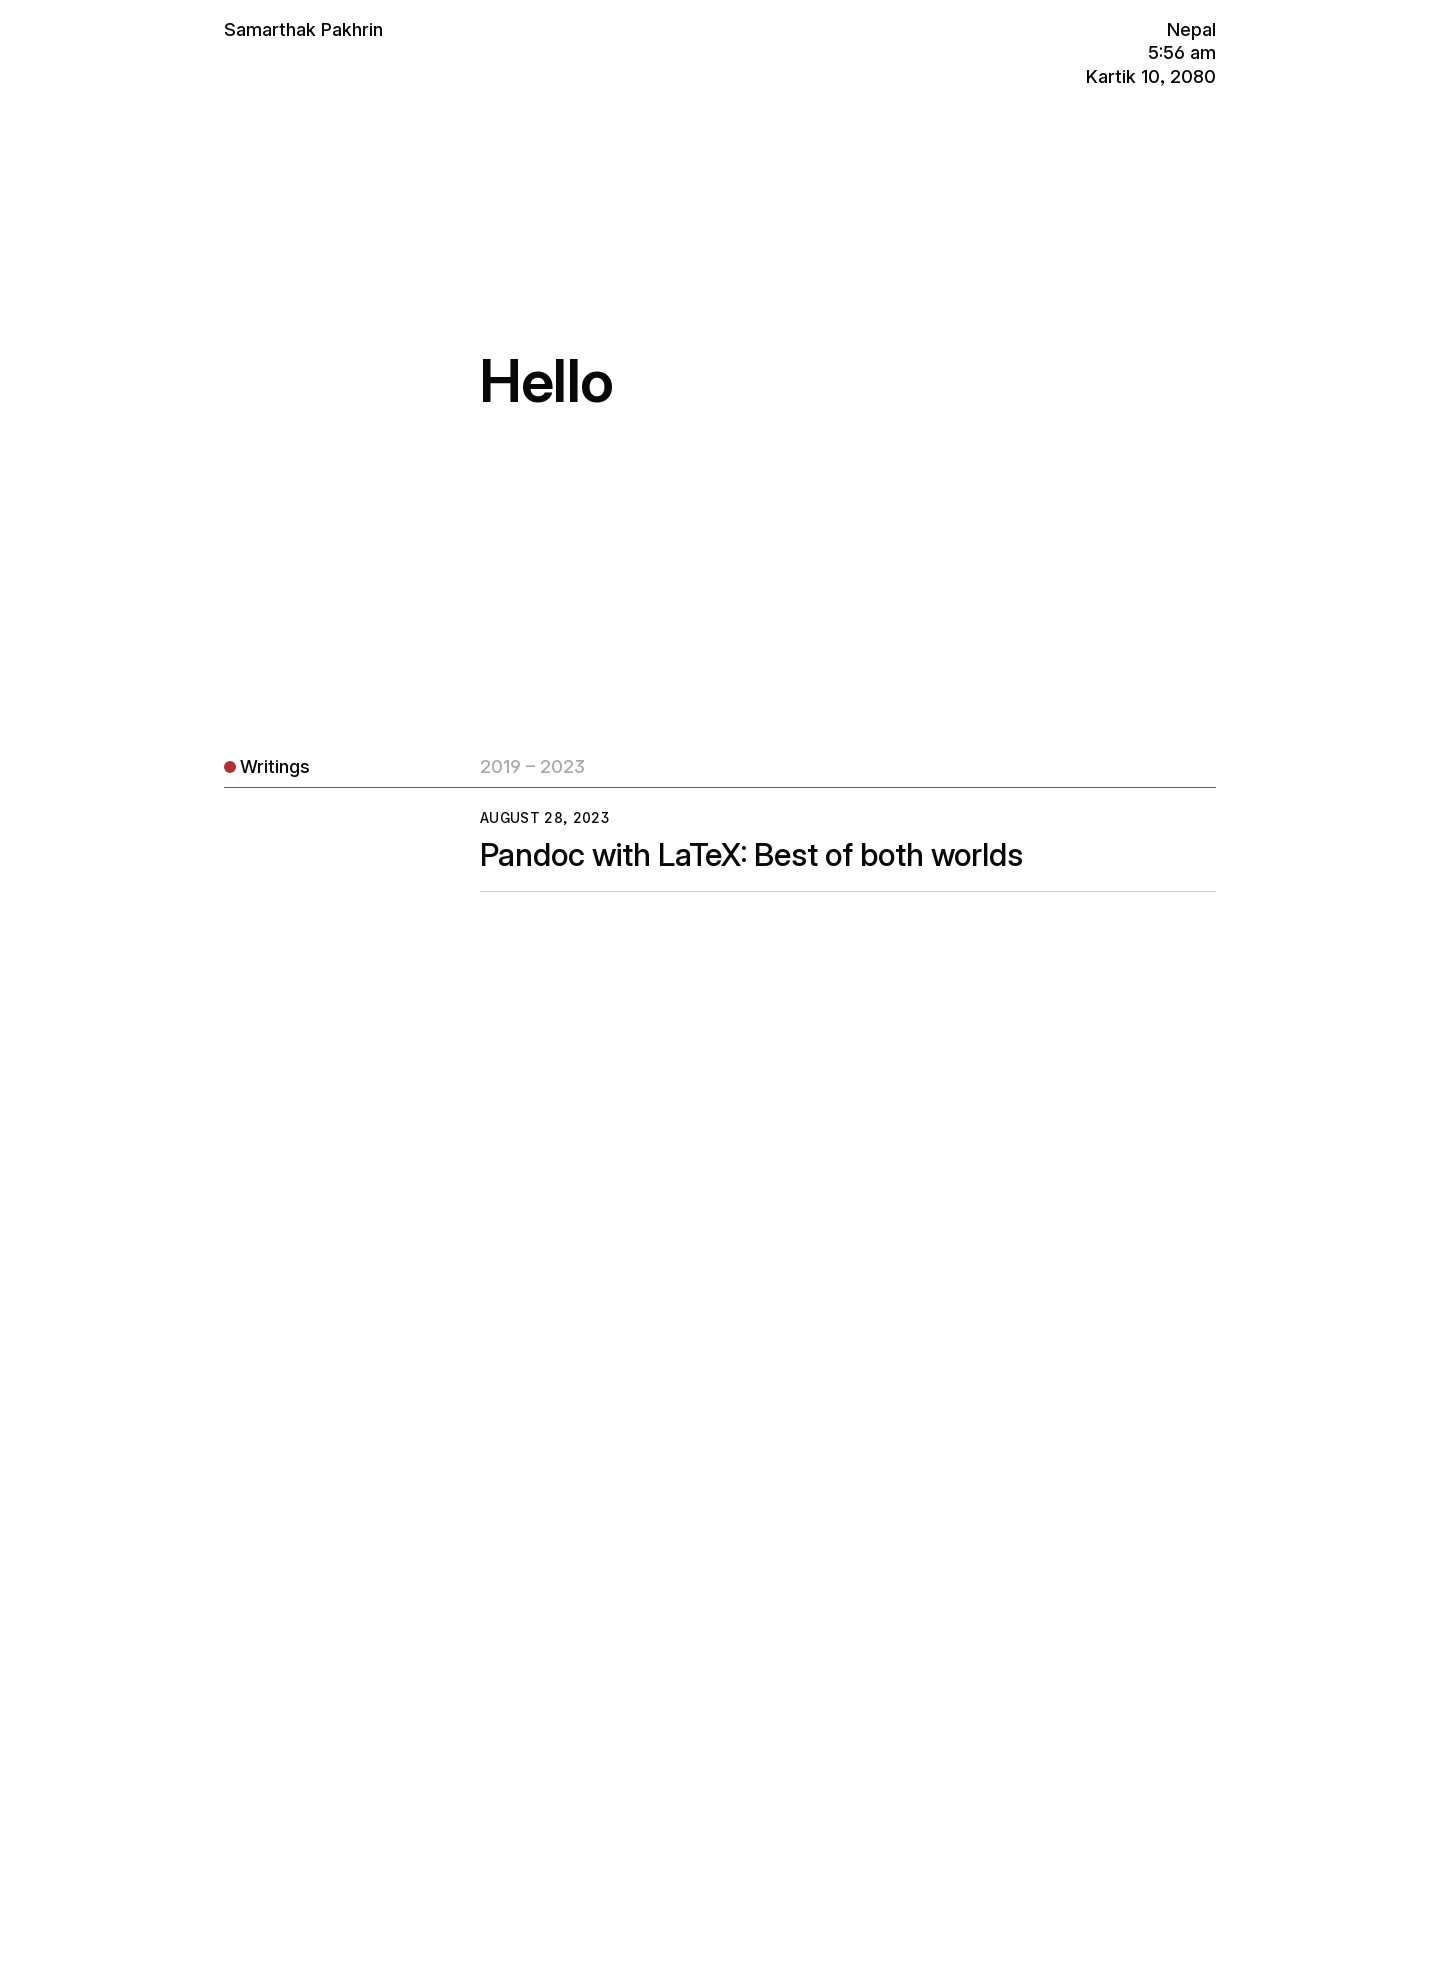 Samarthak Pakhrin
Nepal
5:56 am
Kartik 10, 2080
Hello
Writings
2019 – 2023
AUGUST 28, 2023
Pandoc with LaTeX: Best of both worlds